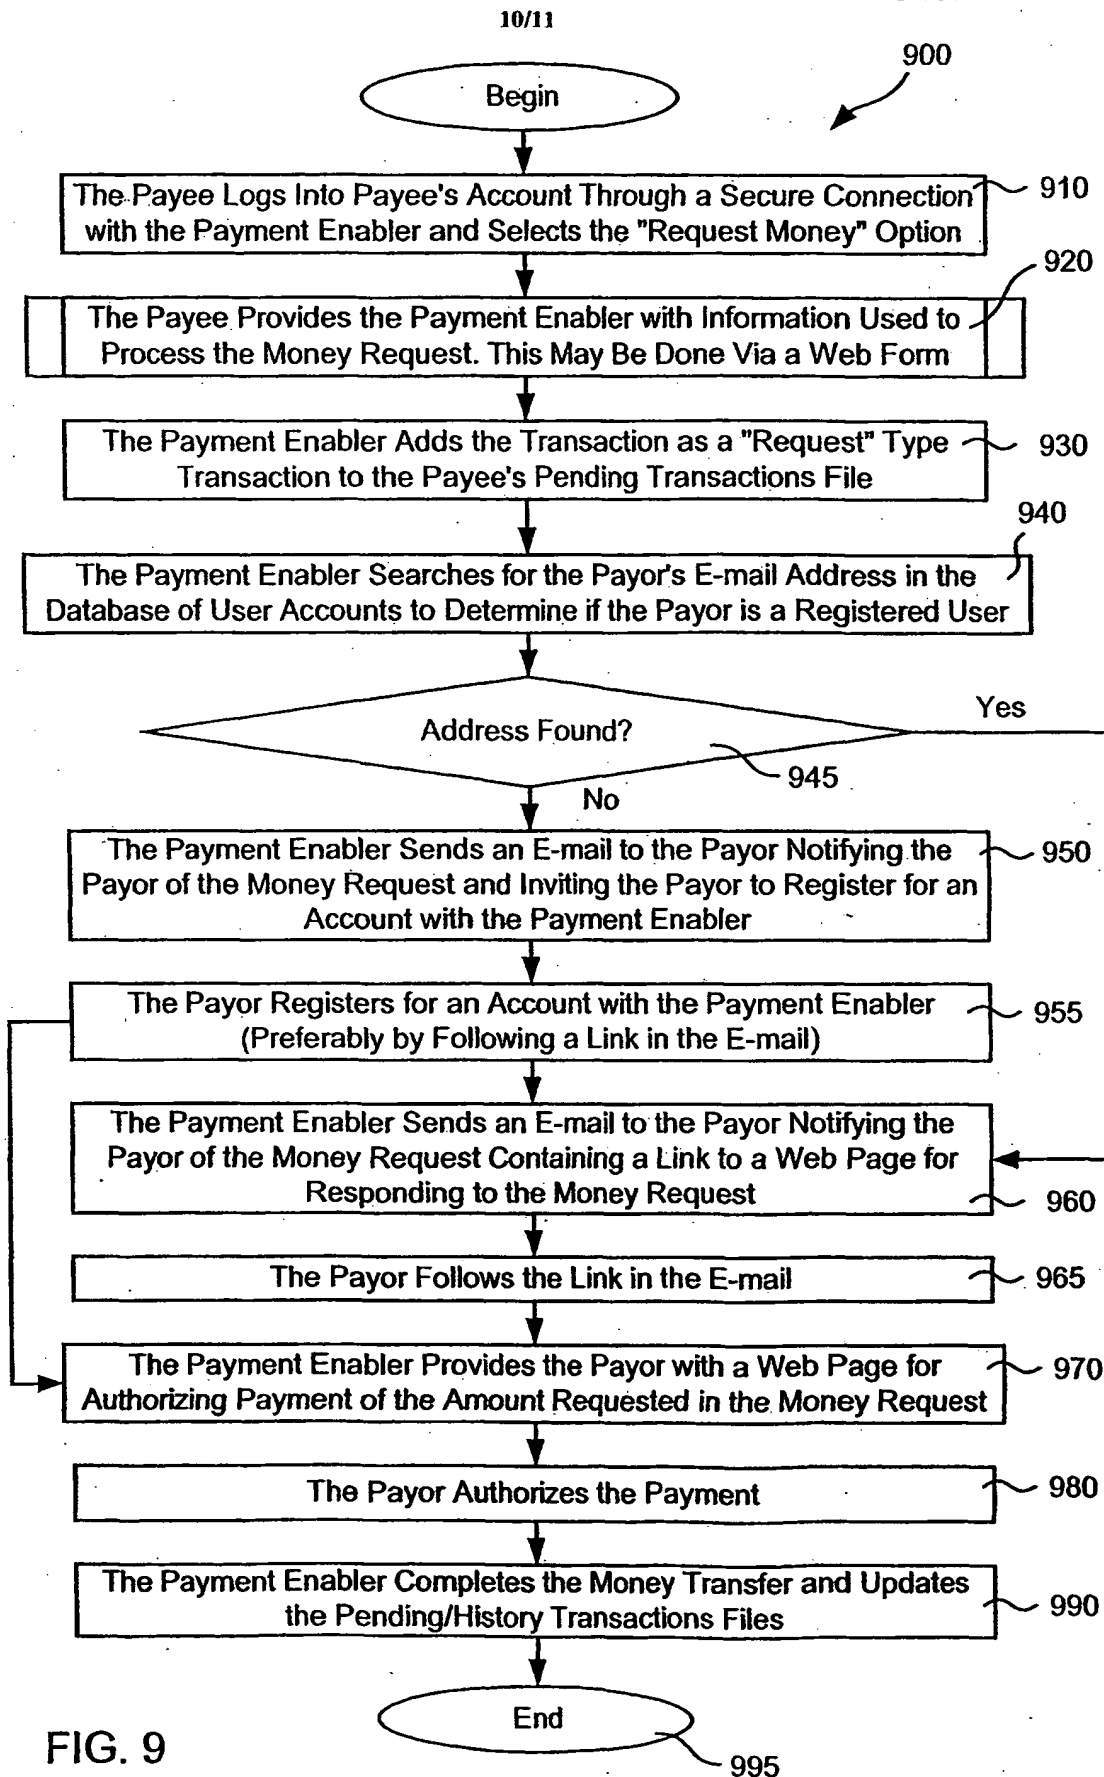 10/11
900
Begin
The Payee Logs Into Payee's Account Through a Secure Connection
with the Payment Enabler and Selects the "Request Money" Option
910
920
The Payee Provides the Payment Enabler with Information Used to
Process the Money Request. This May Be Done Via a Web Form
The Payment Enabler Adds the Transaction as a "Request" Type
Transaction to the Payee's Pending Transactions File
930
940
The Payment Enabler Searches for the Payor's E-mail Address in the
Database of User Accounts to Determine if the Payor is a Registered User
Yes
Address Found?
945
No
The Payment Enabler Sends an E-mail to the Payor Notifying the
Payor of the Money Request and Inviting the Payor to Register for an
Account with the Payment Enabler
950
The Payor Registers for an Account with the Payment Enabler
(Preferably by Following a Link in the E-mail)
955
The Payment Enabler Sends an E-mail to the Payor Notifying the
Payor of the Money Request Containing a Link to a Web Page for
Responding to the Money Request
960
The Payor Follows the Link in the E-mail
965
The Payment Enabler Provides the Payor with a Web Page for
Authorizing Payment of the Amount Requested in the Money Request
970
The Payor Authorizes the Payment
980
The Payment Enabler Completes the Money Transfer and Updates
the Pending/History Transactions Files
990
End
995
FIG. 9